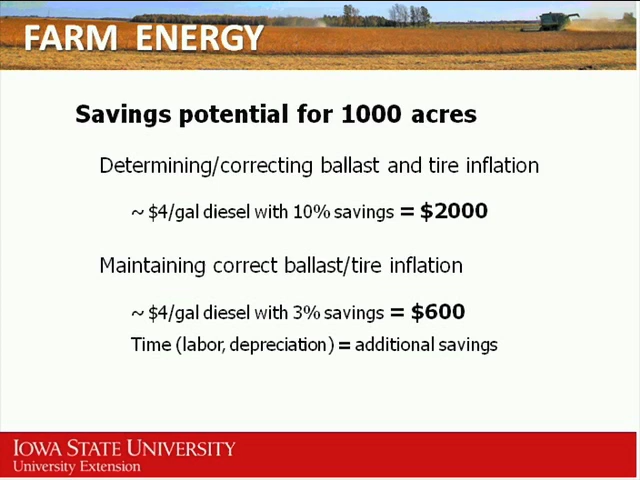 FARM ENERGY
Savings potential for 1000 acres
Determining/correcting ballast and tire inflation
~ $4/gal diesel with 10% savings = $2000
Maintaining correct ballast/tire inflation
~ $4/gal diesel with 3% savings = $600
Time (labor, depreciation) = additional savings
IOWA STATE UNIVERSITY
University Extension